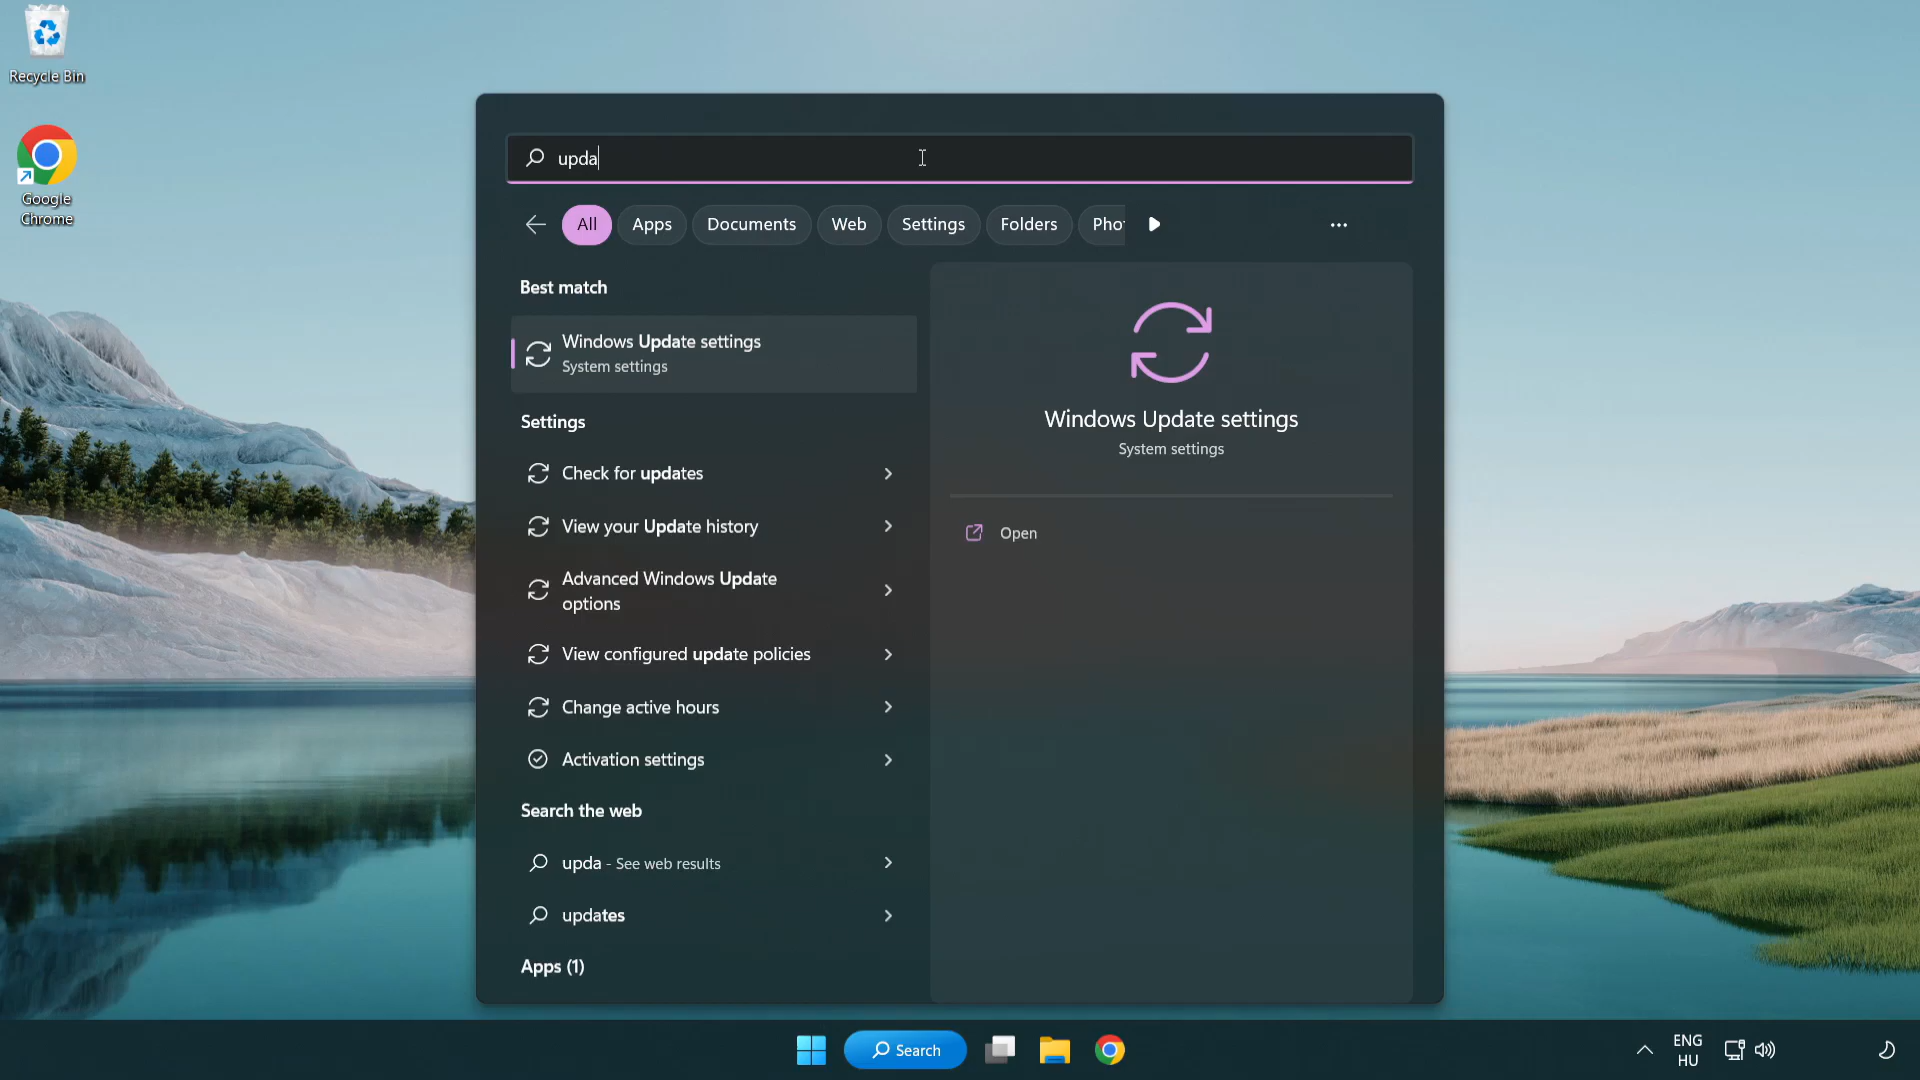 Recycle Bin
Google
Chrome
upda
All
Apps
Documents
Web
Settings
Folders
Pho
Best match
Windows Update settings
System settings
Settings
Check for updates
View your Update history
Advanced Windows Update
options
View configured update policies
Change active hours
Activation settings
Search the web
upda - See web results
updates
Apps (1)
Windows Update settings
System settings
Open
Search
ENG
HU